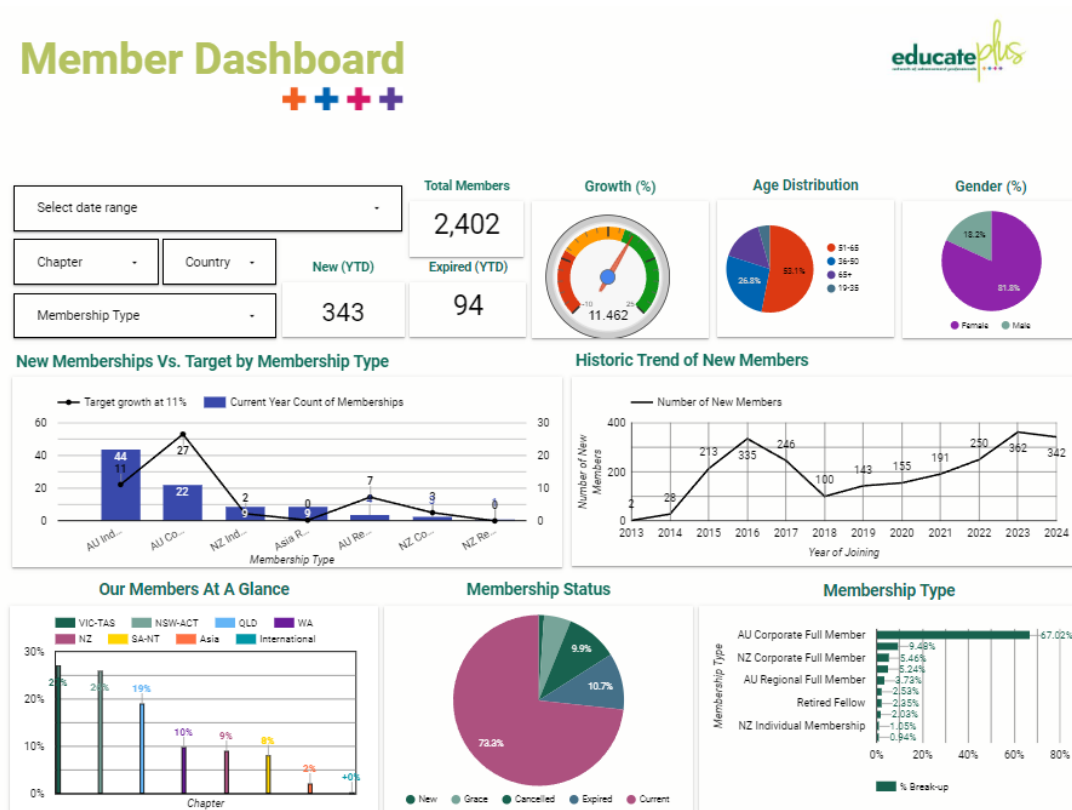 Member Dashboard
educateplus
network of advancement professionals
Select date range
Chapter
Country
Membership Type
Total Members
2,402
New (YTD)
343
Expired (YTD)
94
Growth (%)
-10
25
11.462
Age Distribution
53.1%
26.8%
51-65
36-50
65+
19-35
Gender (%)
18.2%
81.8%
Female
Male
New Memberships Vs. Target by Membership Type
Target growth at 11%
Current Year Count of Memberships
60
40
20
0
30
20
10
0
44
11
27
22
2
9
0
9
7
4
3
0
AU Ind...
AU Co...
NZ Ind...
Asia R...
AU Re...
NZ Co...
NZ Re...
Membership Type
Historic Trend of New Members
Number of New Members
Number of New
Members
400
200
0
2
28
213
335
246
100
143
155
191
250
362
342
2013
2014
2015
2016
2017
2018
2019
2020
2021
2022
2023
2024
Year of Joining
Our Members At A Glance
VIC-TAS
NSW-ACT
QLD
WA
NZ
SA-NT
Asia
International
30%
20%
10%
0%
19%
10%
9%
8%
2%
+0%
Chapter
Membership Status
9.9%
10.7%
73.3%
New
Grace
Cancelled
Expired
Current
Membership Type
Membership Type
AU Corporate Full Member
NZ Corporate Full Member
AU Regional Full Member
Retired Fellow
NZ Individual Membership
67.02%
9.48%
5.46%
5.24%
3.73%
2.53%
2.35%
2.03%
1.05%
0.94%
0%
20%
40%
60%
80%
% Break-up